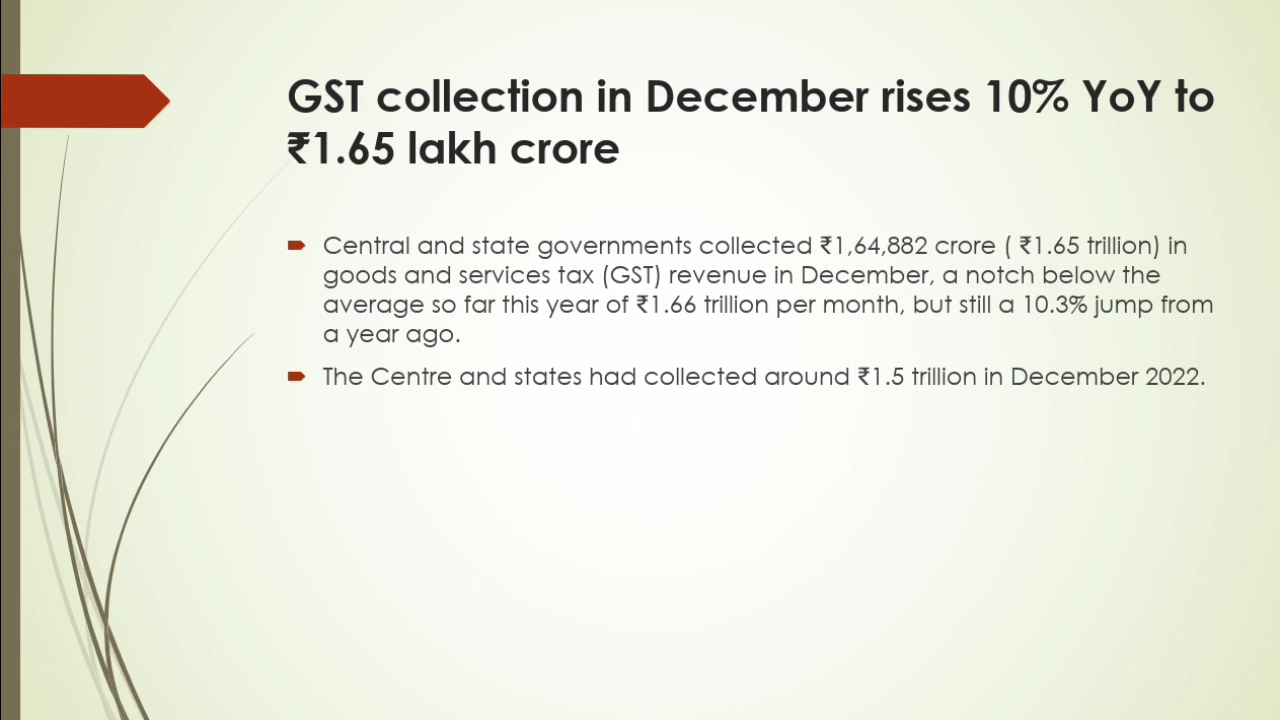 GST collection in December rises 10% YoY to
₹1.65 lakh crore
Central and state governments collected ₹1,64,882 crore ( ₹1.65 trillion) in
goods and services tax (GST) revenue in December, a notch below the
average so far this year of ₹1.66 trillion per month, but still a 10.3% jump from
a year ago.
The Centre and states had collected around ₹1.5 trillion in December 2022.